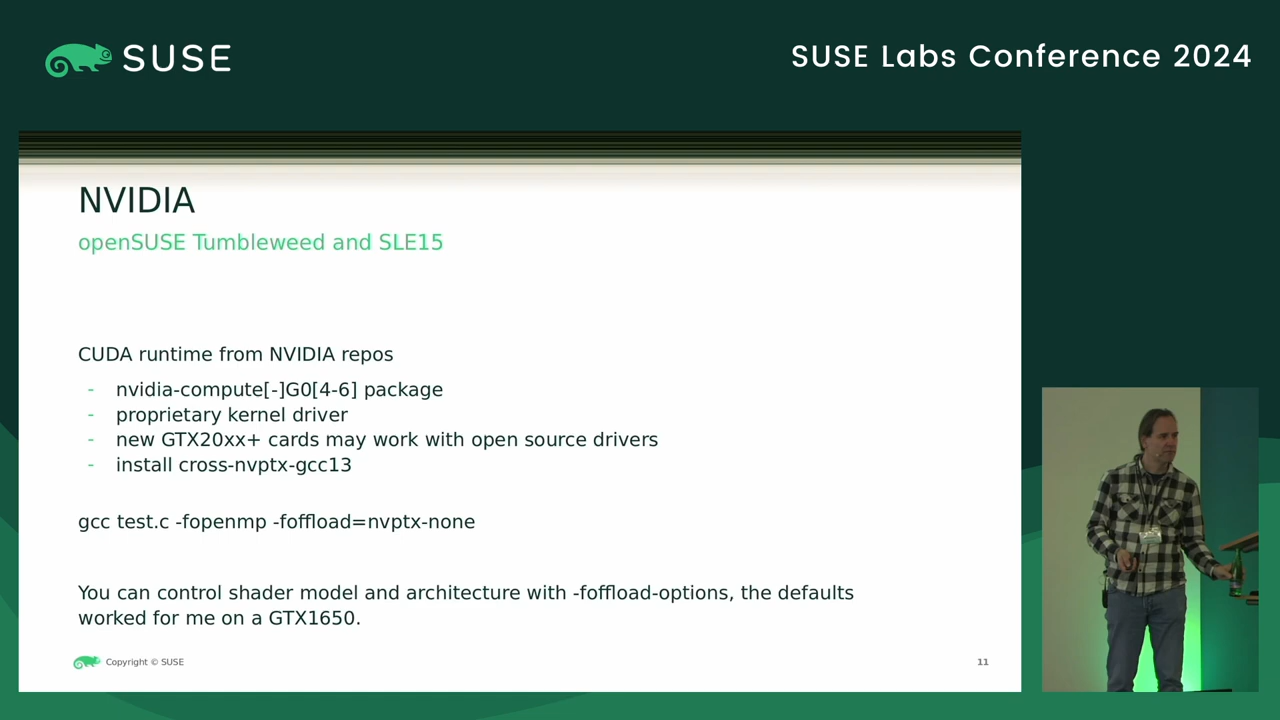 SUSE
SUSE Labs Conference 2024
NVIDIA
openSUSE Tumbleweed and SLE15
CUDA runtime from NVIDIA repos
- nvidia-compute[-]G0[4-6] package
- proprietary kernel driver
- new GTX20xx+ cards may work with open source drivers
- install cross-nvptx-gcc13
gcc test.c -fopenmp -foffload=nvptx-none
You can control shader model and architecture with -foffload-options, the defaults
worked for me on a GTX1650.
Copyright © SUSE
11